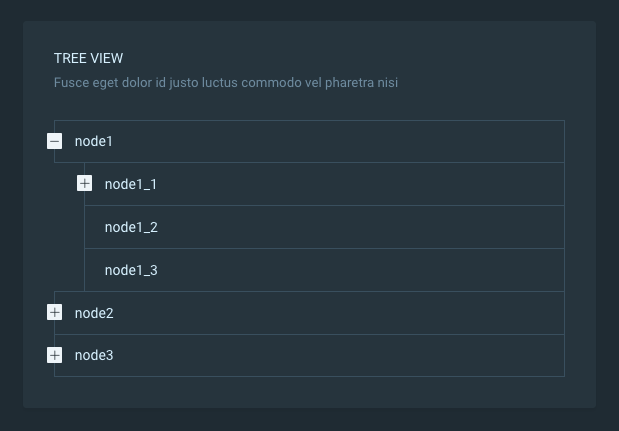 TREE VIEW
Fusce eget dolor id justo luctus commodo vel pharetra nisi
node1
node1_1
node1_2
node1_3
node2
node3